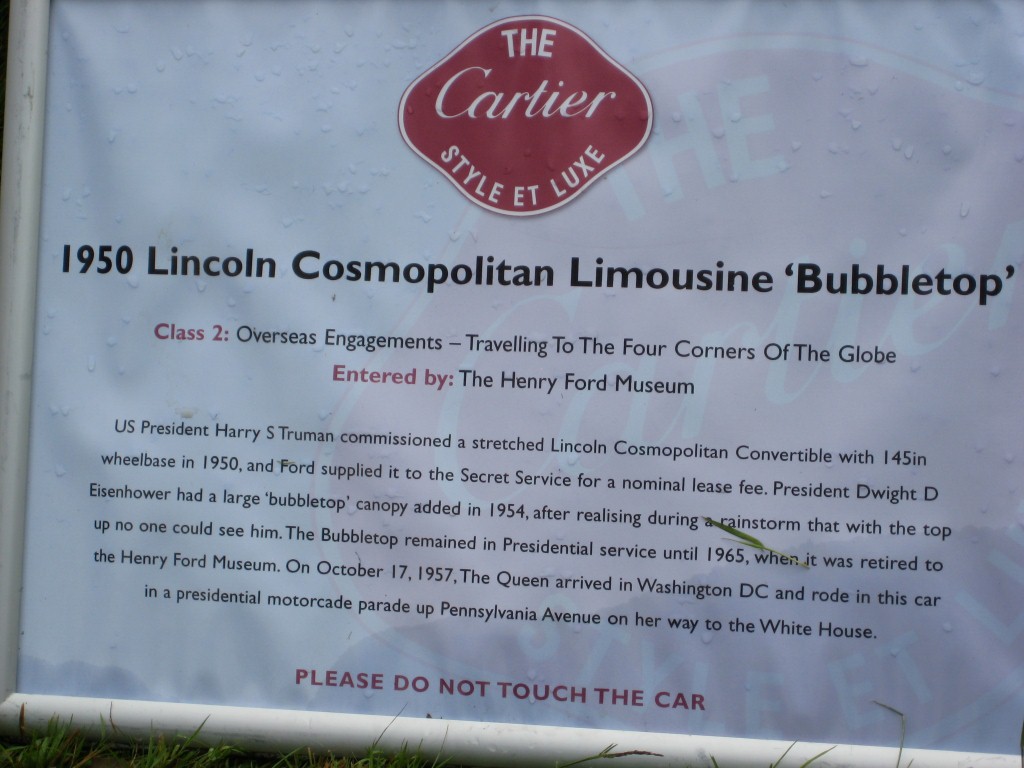 THE
Cartier
STYLE ET LUXE
1950 Lincoln Cosmopolitan Limousine ‘Bubbletop’
Class 2: Overseas Engagements – Travelling To The Four Corners Of The Globe
Entered by: The Henry Ford Museum
US President Harry S Truman commissioned a stretched Lincoln Cosmopolitan Convertible with 145in
wheelbase in 1950, and Ford supplied it to the Secret Service for a nominal lease fee. President Dwight D
Eisenhower had a large ‘bubbletop’ canopy added in 1954, after realising during a rainstorm that with the top
up no one could see him. The Bubbletop remained in Presidential service until 1965, when it was retired to
the Henry Ford Museum. On October 17, 1957, The Queen arrived in Washington DC and rode in this car
in a presidential motorcade parade up Pennsylvania Avenue on her way to the White House.
PLEASE DO NOT TOUCH THE CAR